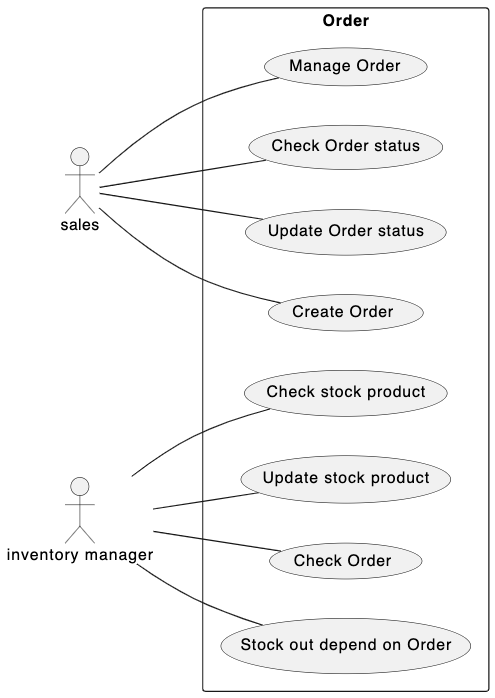 Order
Manage Order
Check Order status
sales
Update Order status
Create Order
Check stock product
Update stock product
inventory manager
Check Order
Stock out depend on Order